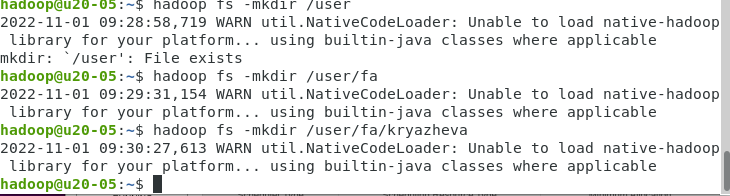 hadoop@u20-05:~$ hadoop fs -mkdir /user
2022-11-01 09:28:58,719 WARN util.NativeCodeLoader: Unable to load native-hadoop
 library for your platform... using builtin-java classes where applicable
mkdir: `/user': File exists
hadoop@u20-05:~$ hadoop fs -mkdir /user/fa
2022-11-01 09:29:31,154 WARN util.NativeCodeLoader: Unable to load native-hadoop
 library for your platform... using builtin-java classes where applicable
hadoop@u20-05:~$ hadoop fs -mkdir /user/fa/kryazheva
2022-11-01 09:30:27,613 WARN util.NativeCodeLoader: Unable to load native-hadoop
 library for your platform... using builtin-java classes where applicable
hadoop@u20-05:~$